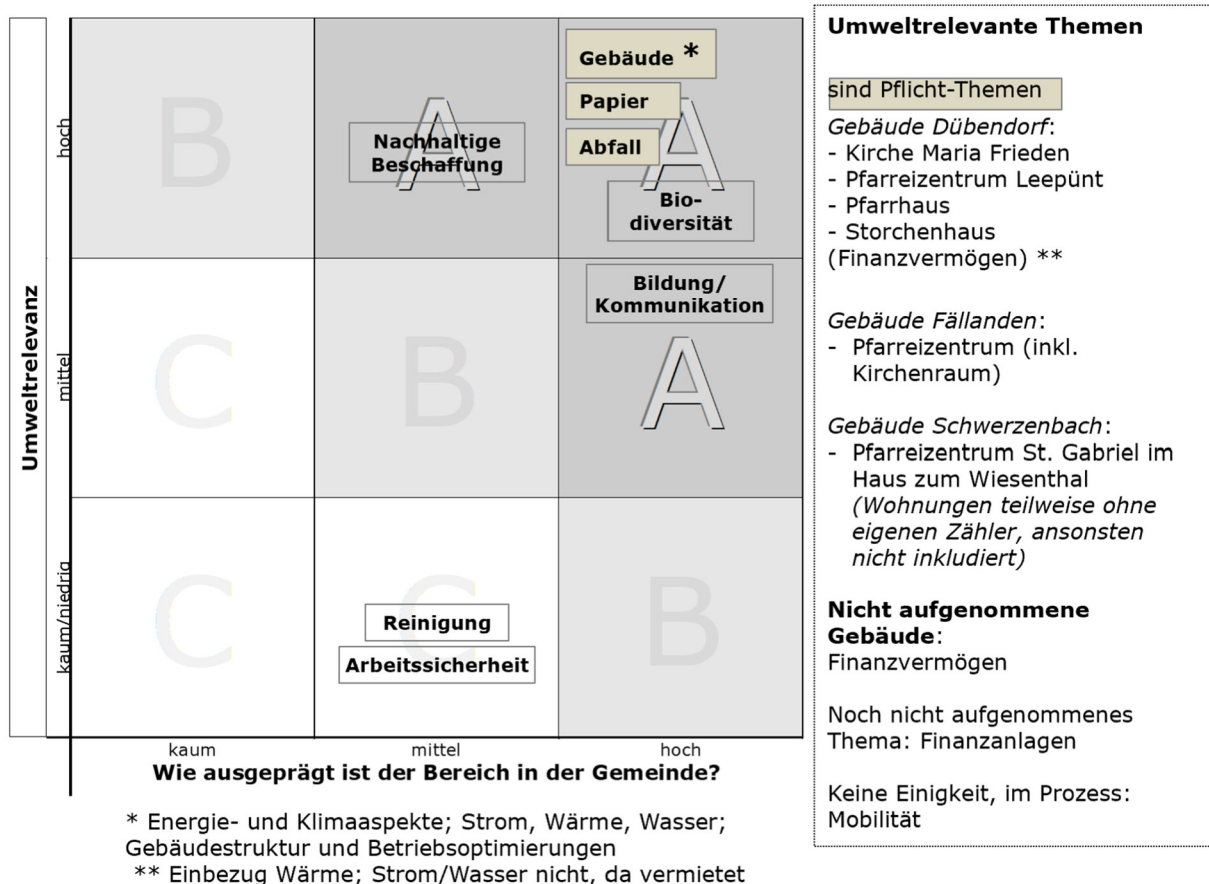 Umweltrelevanz
hoch
mittel
kaum/niedrig
B
A
Nachhaltige
Beschaffung
A
Gebäude *
Papier
Abfall
Bio-
diversität
C
B
Bildung/
Kommunikation
A
C
C
Reinigung
Arbeitssicherheit
B
kaum
mittel
hoch
Wie ausgeprägt ist der Bereich in der Gemeinde?
* Energie- und Klimaaspekte; Strom, Wärme, Wasser;
Gebäudestruktur und Betriebsoptimierungen
** Einbezug Wärme; Strom/Wasser nicht, da vermietet
Umweltrelevante Themen
sind Pflicht-Themen
Gebäude Dübendorf:
- Kirche Maria Frieden
- Pfarreizentrum Leepünt
- Pfarrhaus
- Storchenhaus
(Finanzvermögen) **
Gebäude Fällanden:
- Pfarreizentrum (inkl.
Kirchenraum)
Gebäude Schwerzenbach:
- Pfarreizentrum St. Gabriel im
Haus zum Wiesenthal
(Wohnungen teilweise ohne
eigenen Zähler, ansonsten
nicht inkludiert)
Nicht aufgenommene
Gebäude:
Finanzvermögen
Noch nicht aufgenommenes
Thema: Finanzanlagen
Keine Einigkeit, im Prozess:
Mobilität